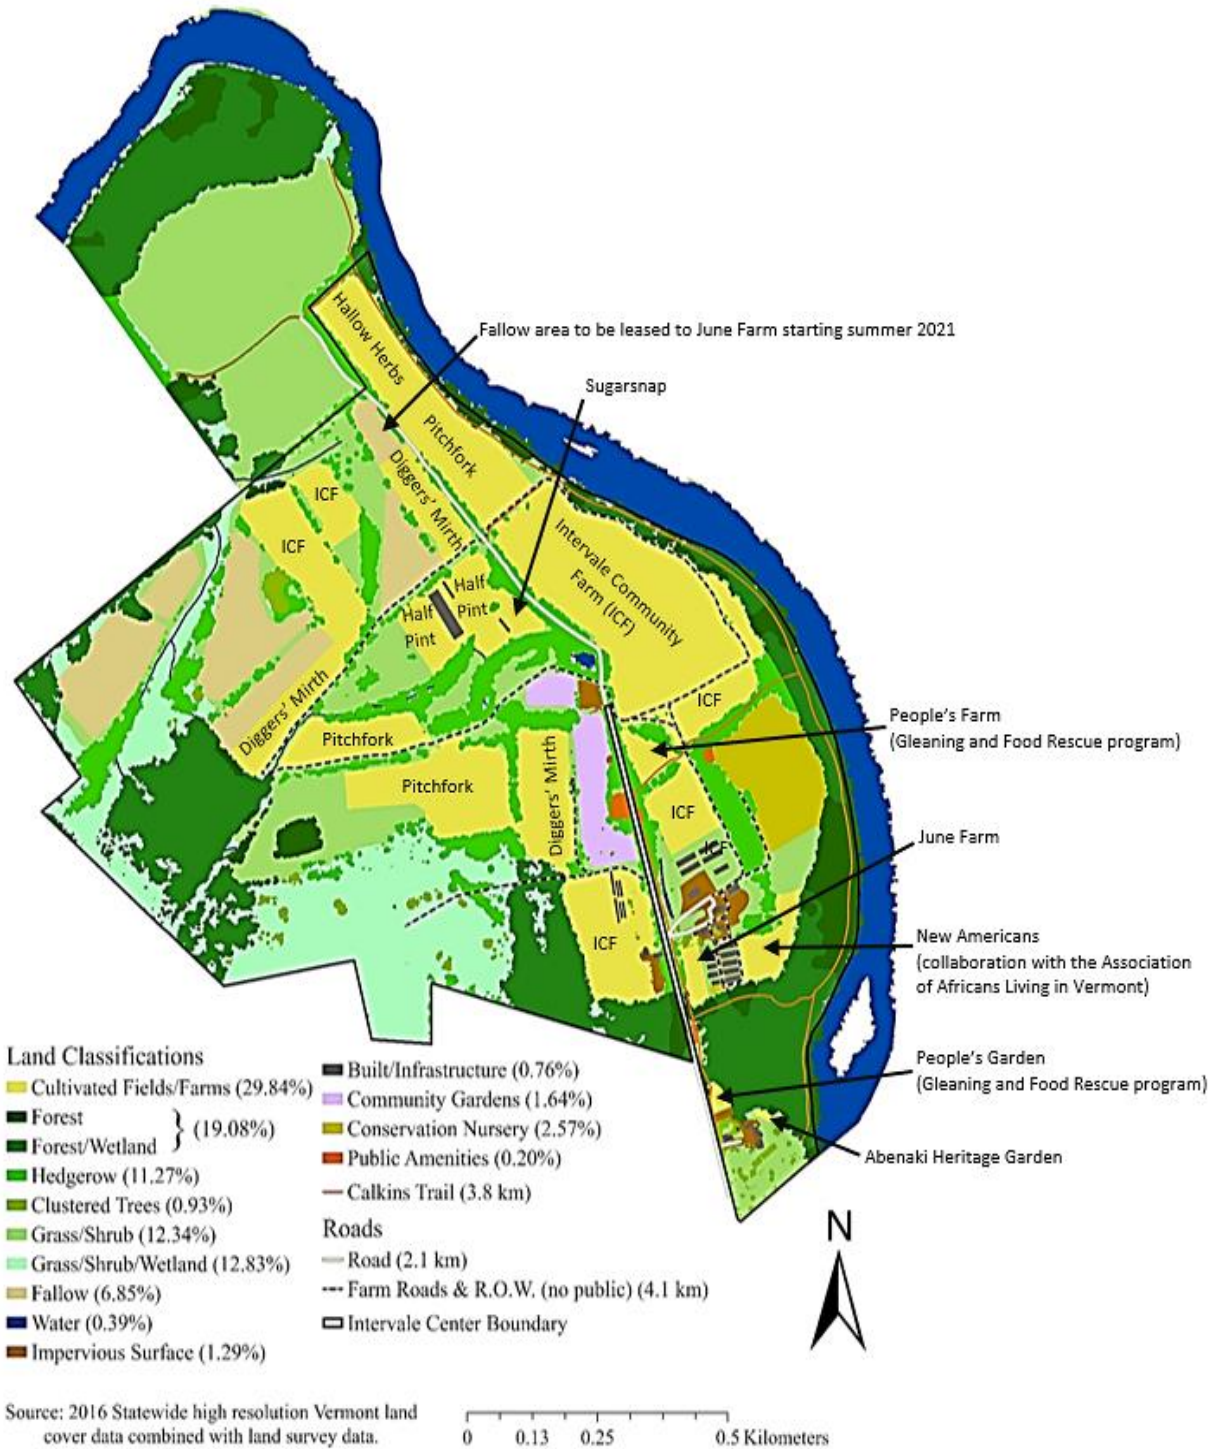 Hallow Herbs
Fallow area to be leased to June Farm starting summer 2021
Sugarsnap
Pitchfork
Diggers' Mirth
ICF
ICF
Intervale Community
Farm (ICF)
Half
Pint
Half
Pint
Diggers' Mirth
ICF
Pitchfork
Pitchfork
Diggers' Mirth
People's Farm
(Gleaning and Food Rescue program)
ICF
ICF
June Farm
ICF
New Americans
(collaboration with the Association
of Africans Living in Vermont)
People's Garden
(Gleaning and Food Rescue program)
Abenaki Heritage Garden
Land Classifications
Cultivated Fields/Farms (29.84%)
Forest
} (19.08%)
Forest/Wetland
Hedgerow (11.27%)
Clustered Trees (0.93%)
Grass/Shrub (12.34%)
Grass/Shrub/Wetland (12.83%)
Fallow (6.85%)
Water (0.39%)
Impervious Surface (1.29%)
Built/Infrastructure (0.76%)
Community Gardens (1.64%)
Conservation Nursery (2.57%)
Public Amenities (0.20%)
Calkins Trail (3.8 km)
Roads
Road (2.1 km)
Farm Roads & R.O.W. (no public) (4.1 km)
Intervale Center Boundary
N
Source: 2016 Statewide high resolution Vermont land
cover data combined with land survey data.
0 0.13 0.25 0.5 Kilometers